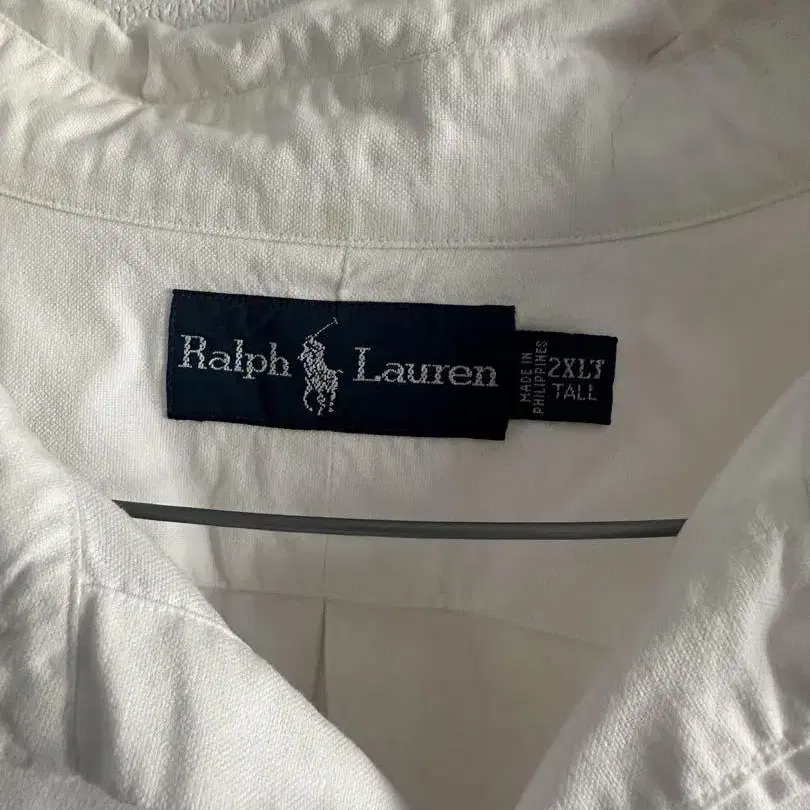 Ralph Lauren
MADE IN
PHILIPPINES
2XLT
TALL